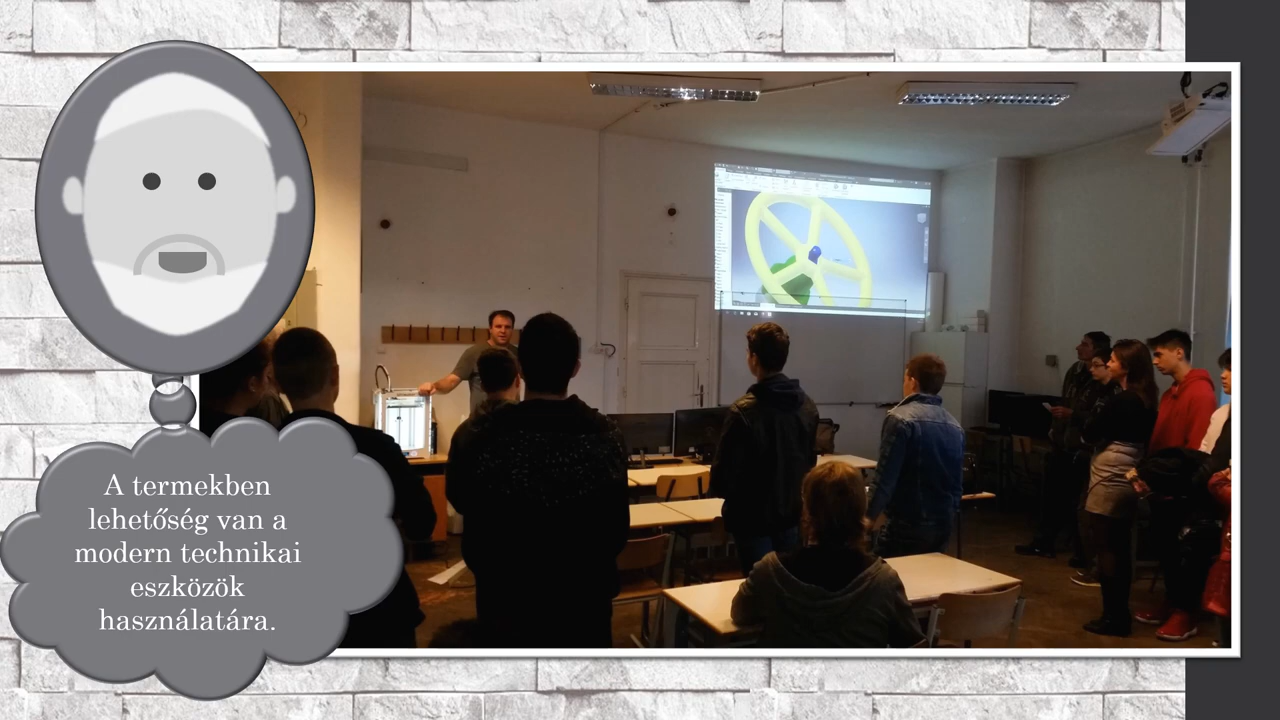 A termekben
lehetőség van a
modern technikai
eszközök
használatára.